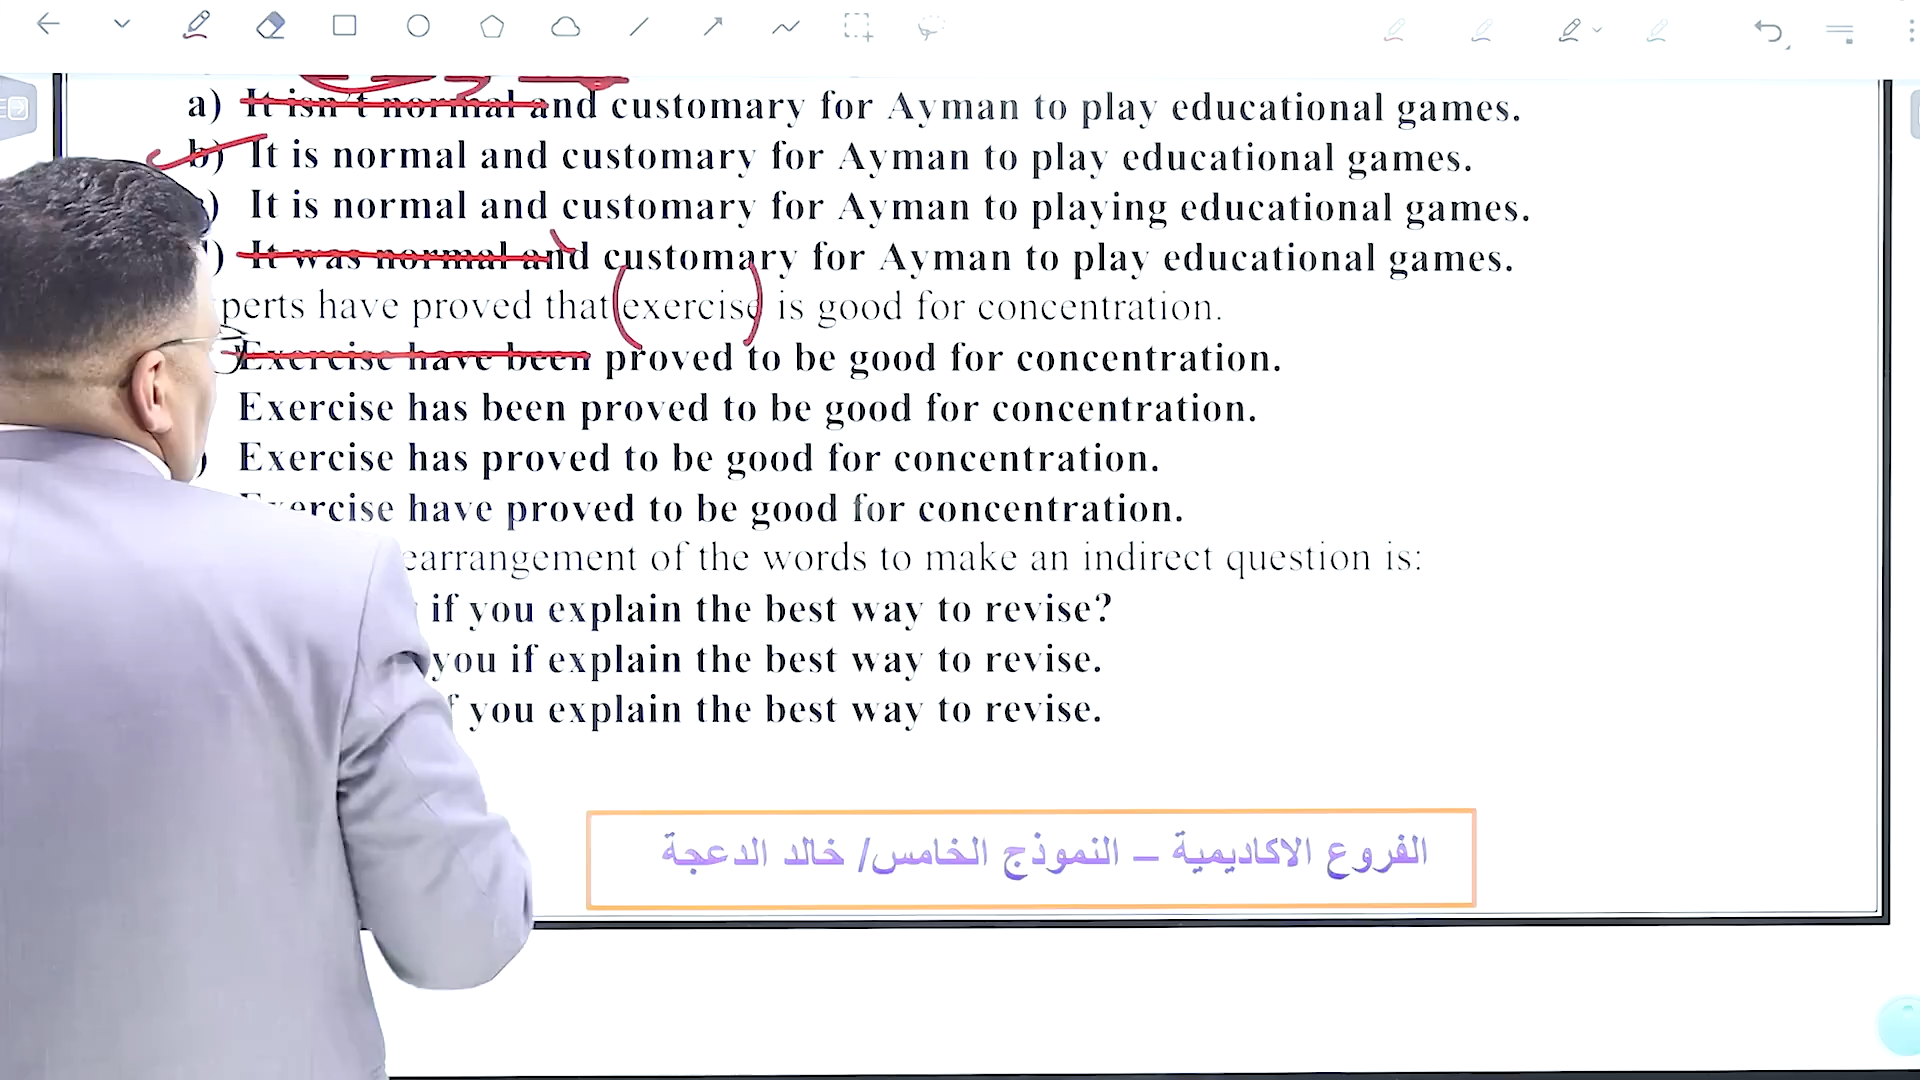 a) It isn't normal and customary for Ayman to play educational games.
b) It is normal and customary for Ayman to play educational games.
) It is normal and customary for Ayman to playing educational games.
) It was normal and customary for Ayman to play educational games.
perts have proved that exercise is good for concentration.
Exercise have been proved to be good for concentration.
Exercise has been proved to be good for concentration.
) Exercise has proved to be good for concentration.
Exercise have proved to be good for concentration.
earrangement of the words to make an indirect question is:
if you explain the best way to revise?
you if explain the best way to revise.
you explain the best way to revise.
الفروع الاكاديمية – النموذج الخامس/ خالد الدعجة